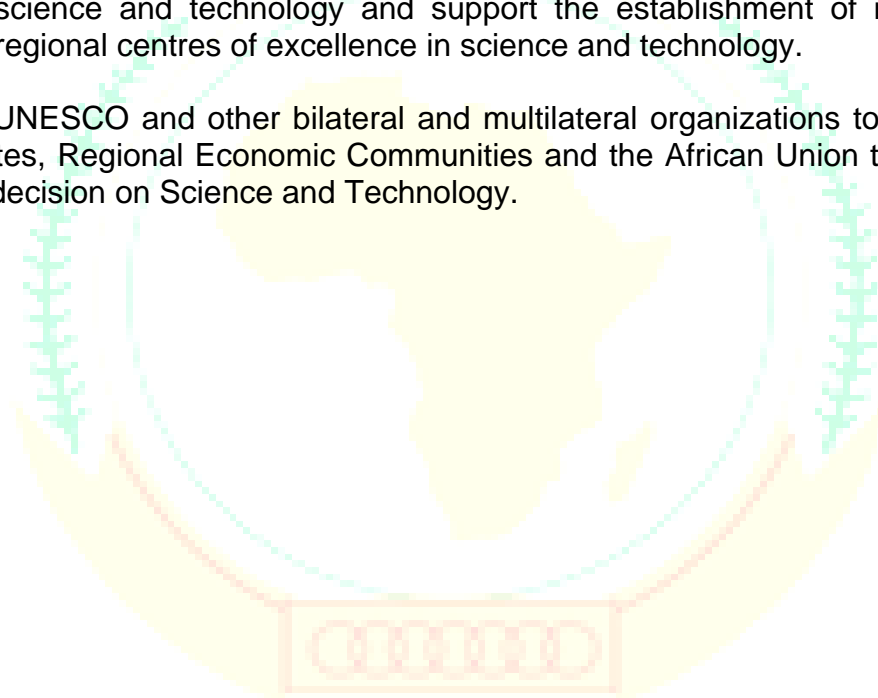 science and technology and support the establishment of
regional centres of excellence in science and technology.
UNESCO and other bilateral and multilateral organizations to
Regional Economic Communities and the African Union
decision on Science and Technology.